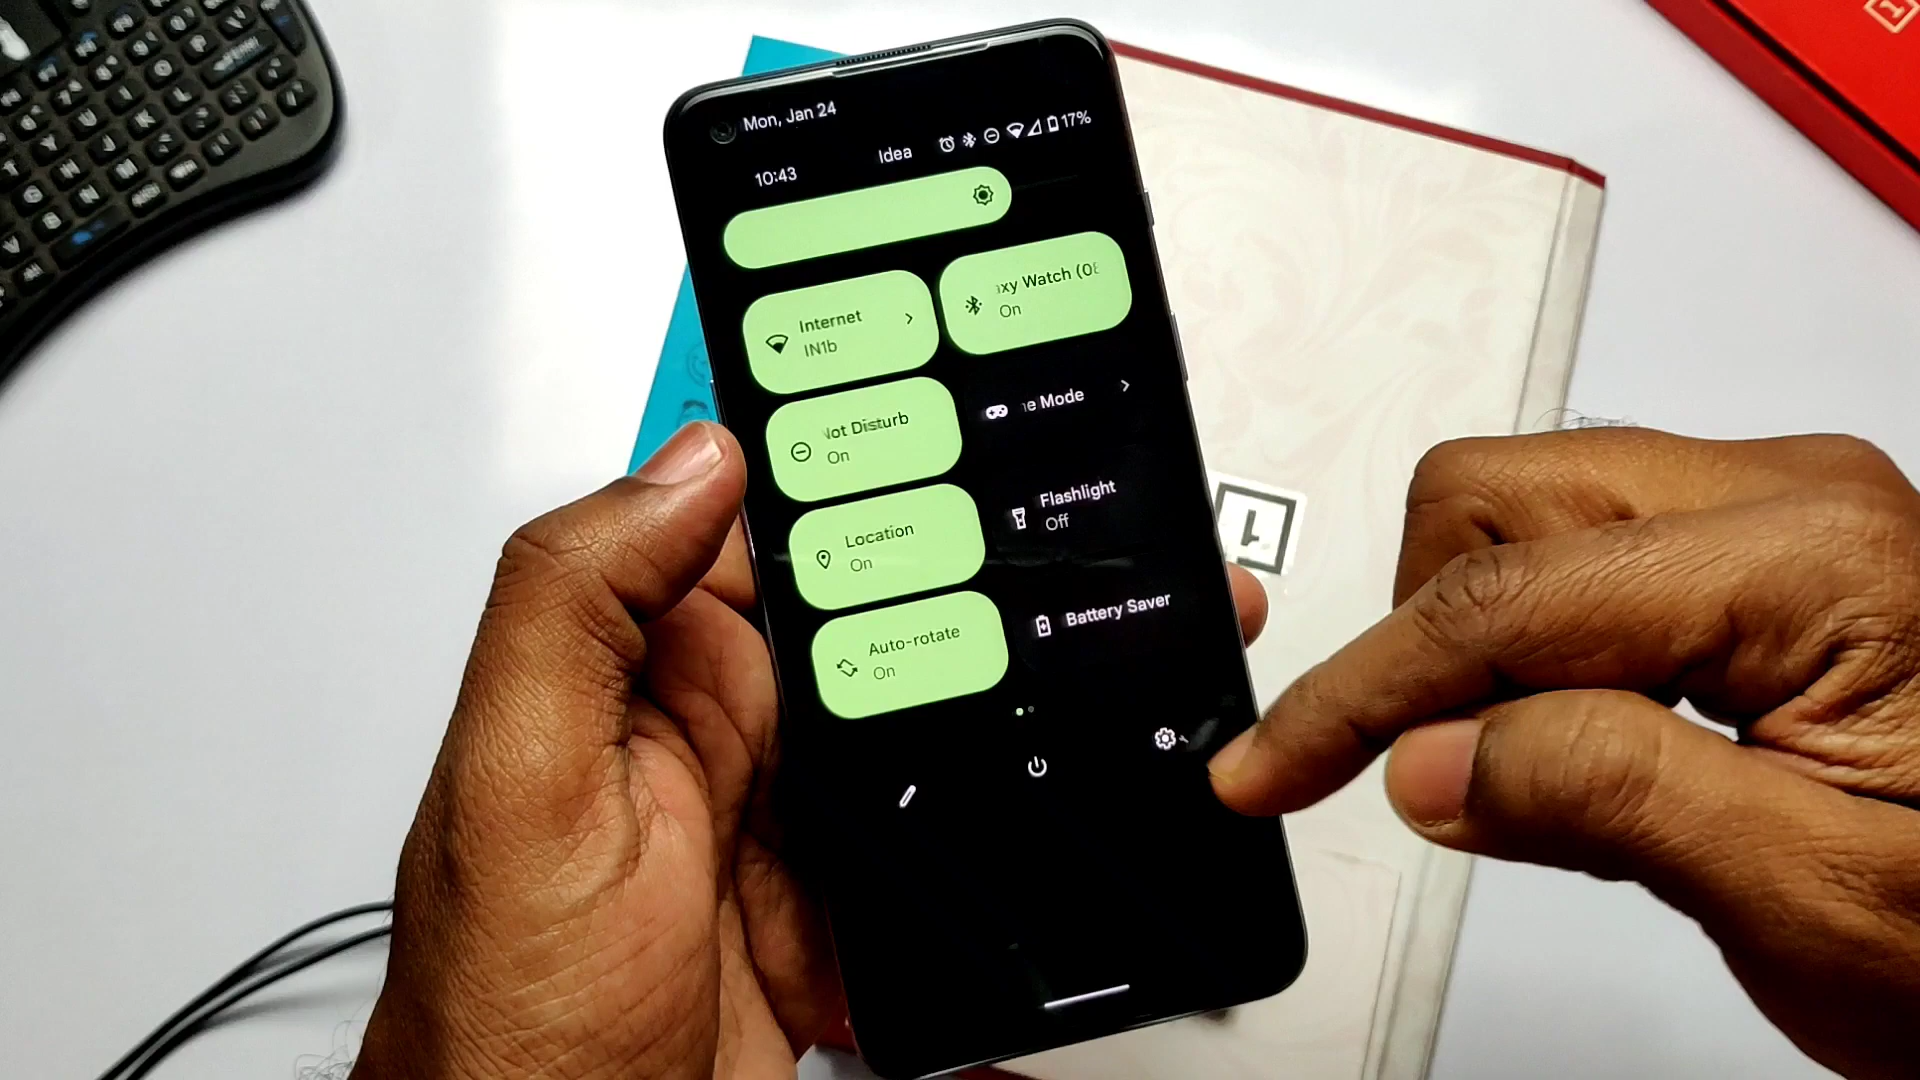 Mon, Jan 24
10:43
Idea
17%
Internet
IN1b
xy Watch (0
On
Not Disturb
On
e Mode
Location
On
Flashlight
Off
Auto-rotate
On
Battery Saver